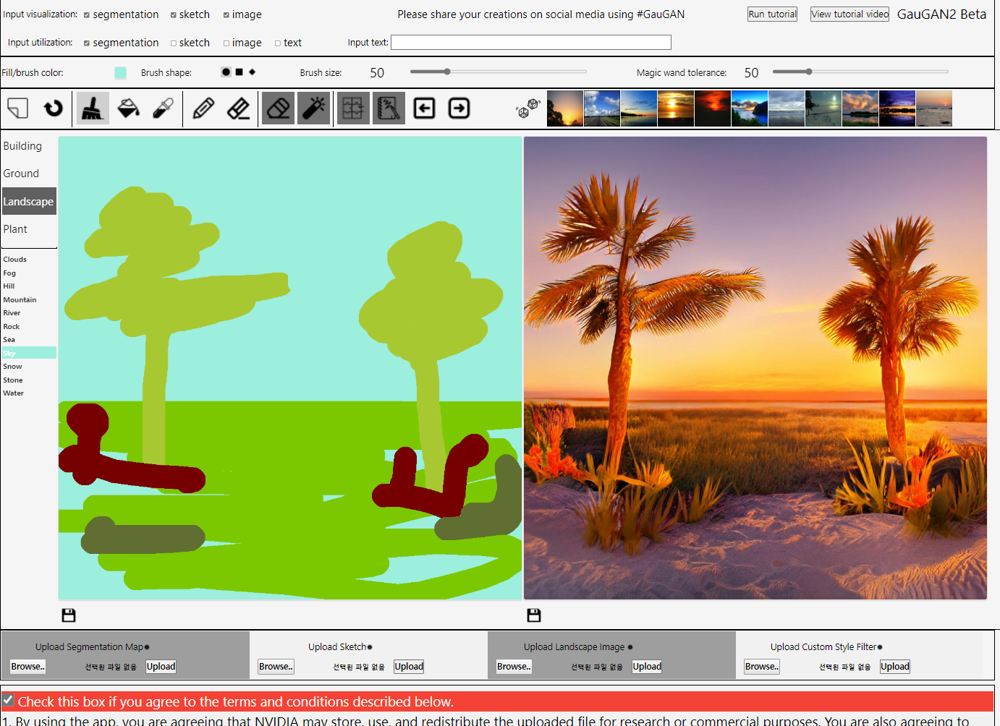 Input visualization: segmentation sketch image Please share your creations on social media using #GauGAN Run tutorial View tutorial video GauGAN2 Beta
Input utilization: segmentation sketch image text Input text:
Fill/brush color: Brush shape: Brush size: 50 Magic wand tolerance: 50
Building
Ground
Landscape
Plant
Clouds
Fog
Hill
Mountain
River
Rock
Sea
Sky
Snow
Stone
Water
Upload Segmentation Map Upload Sketch Upload Landscape Image Upload Custom Style Filter
Browse.. 선택된 파일 없음 Upload Browse.. 선택된 파일 없음 Upload Browse.. 선택된 파일 없음 Upload Browse.. 선택된 파일 없음 Upload
Check this box if you agree to the terms and conditions described below.
1. By using the app, you are agreeing that NVIDIA may store, use, and redistribute the uploaded file for research or commercial purposes. You are also agreeing to